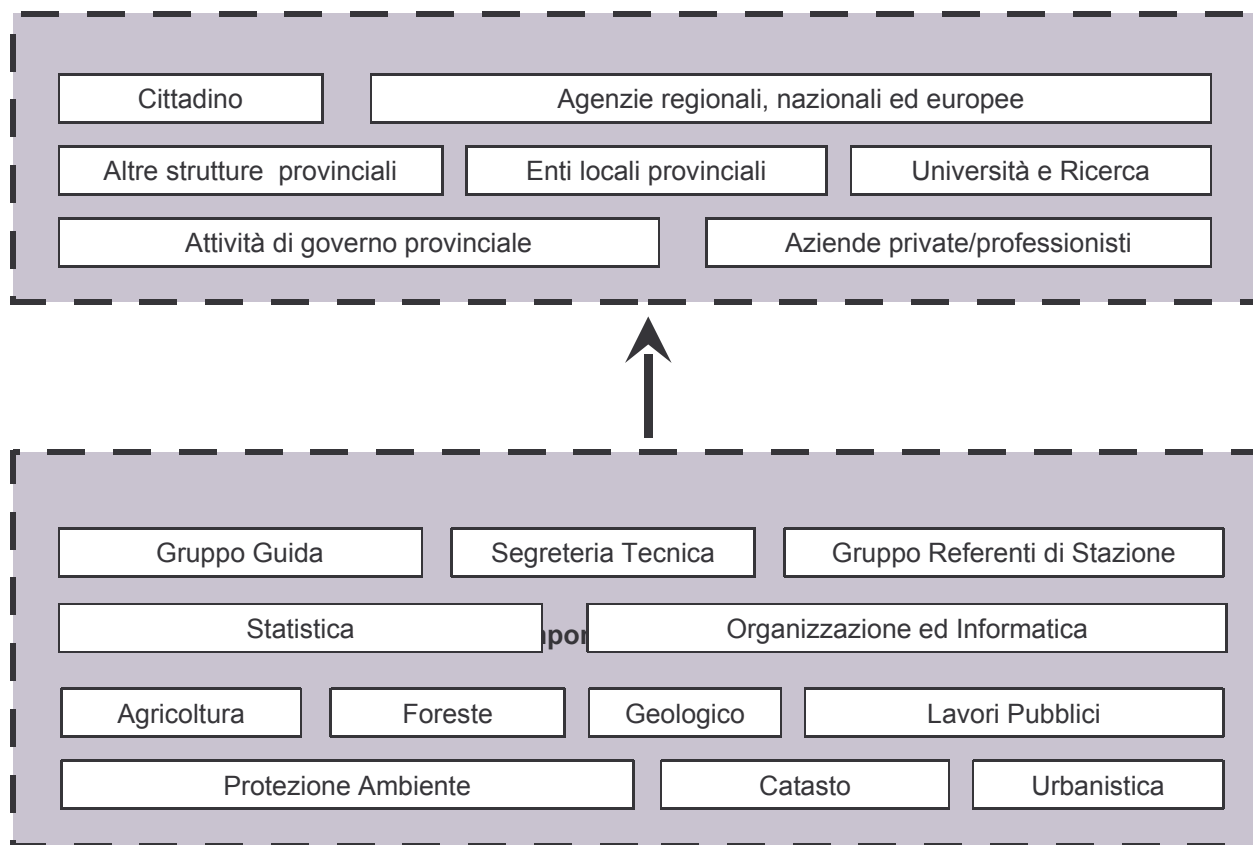 Cittadino
Agenzie regionali, nazionali ed europee
Altre strutture provinciali
Enti locali provinciali
Università e Ricerca
Attività di governo provinciale
Aziende private/professionisti
Gruppo Guida
Segreteria Tecnica
Gruppo Referenti di Stazione
Statistica
Organizzazione ed Informatica
Agricoltura
Foreste
Geologico
Lavori Pubblici
Protezione Ambiente
Catasto
Urbanistica